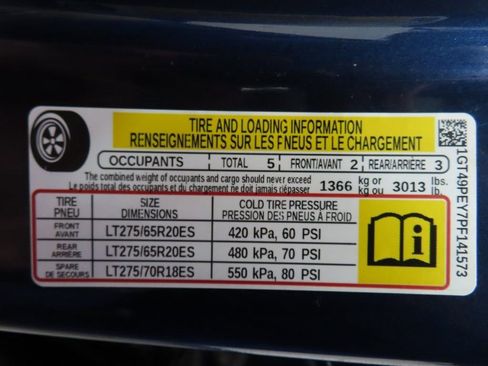 TIRE AND LOADING INFORMATION
RENSEIGNEMENTS SUR LES PNEUS ET LE CHARGEMENT
OCCUPANTS TOTAL 5 FRONT/AVANT 2 REAR/ARRIÈRE 3
The combined weight of occupants and cargo should never exceed
Le poids total des occupants et du chargement ne doit jamais dépasser
1366 kg or kg ou 3013 lbs. lb.
TIRE PNEU SIZE DIMENSIONS COLD TIRE PRESSURE PRESSION DES PNEUS À FROID
FRONT AVANT LT275/65R20ES 420 kPa, 60 PSI
REAR ARRIÈRE LT275/65R20ES 480 kPa, 70 PSI
SPARE DE SECOURS LT275/70R18ES 550 kPa, 80 PSI
1GT49PEY7PF141573